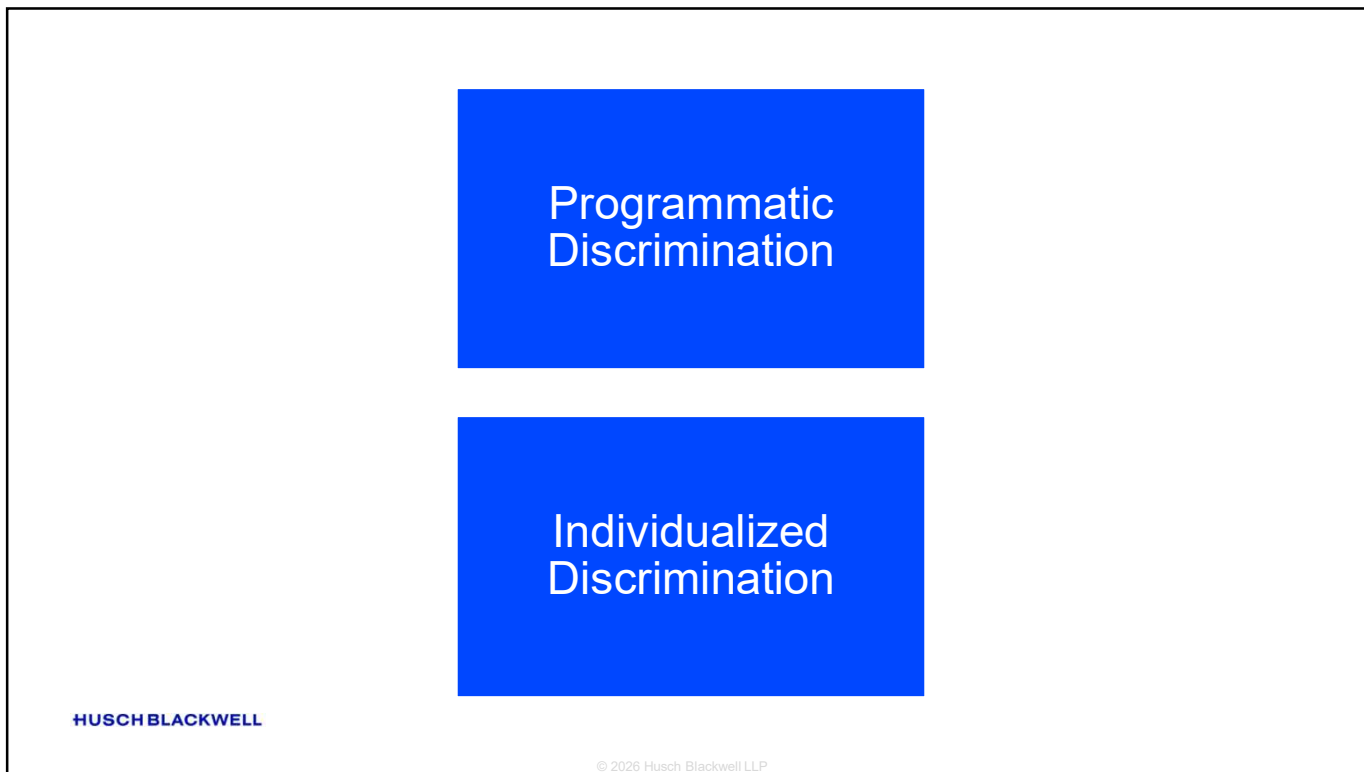 Programmatic
Discrimination
Individualized
Discrimination
HUSCH BLACKWELL
© 2026 Husch Blackwell LLP